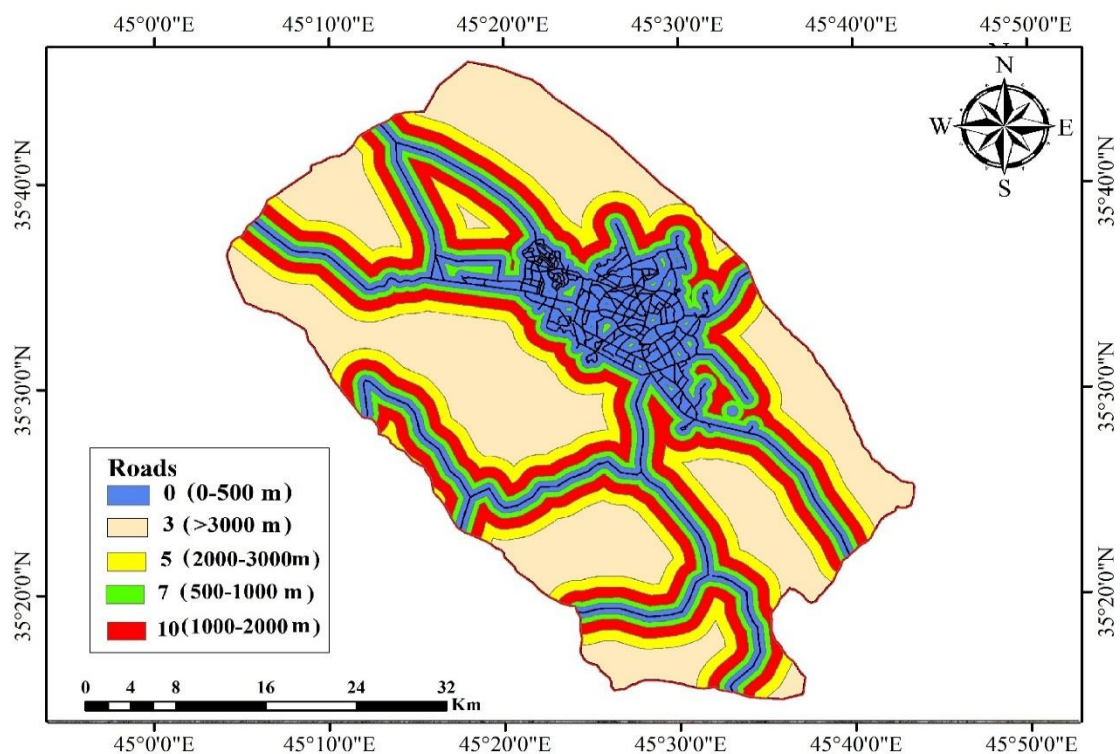 45°0'0"E 45°10'0"E 45°20'0"E 45°30'0"E 45°40'0"E 45°50'0"E
N
W E
S
35°40'0"N 35°40'0"N
35°30'0"N 35°30'0"N
35°20'0"N 35°20'0"N
Roads
0 (0-500 m)
3 (>3000 m)
5 (2000-3000m)
7 (500-1000 m)
10 (1000-2000 m)
0 4 8 16 24 32
Km
45°0'0"E 45°10'0"E 45°20'0"E 45°30'0"E 45°40'0"E 45°50'0"E